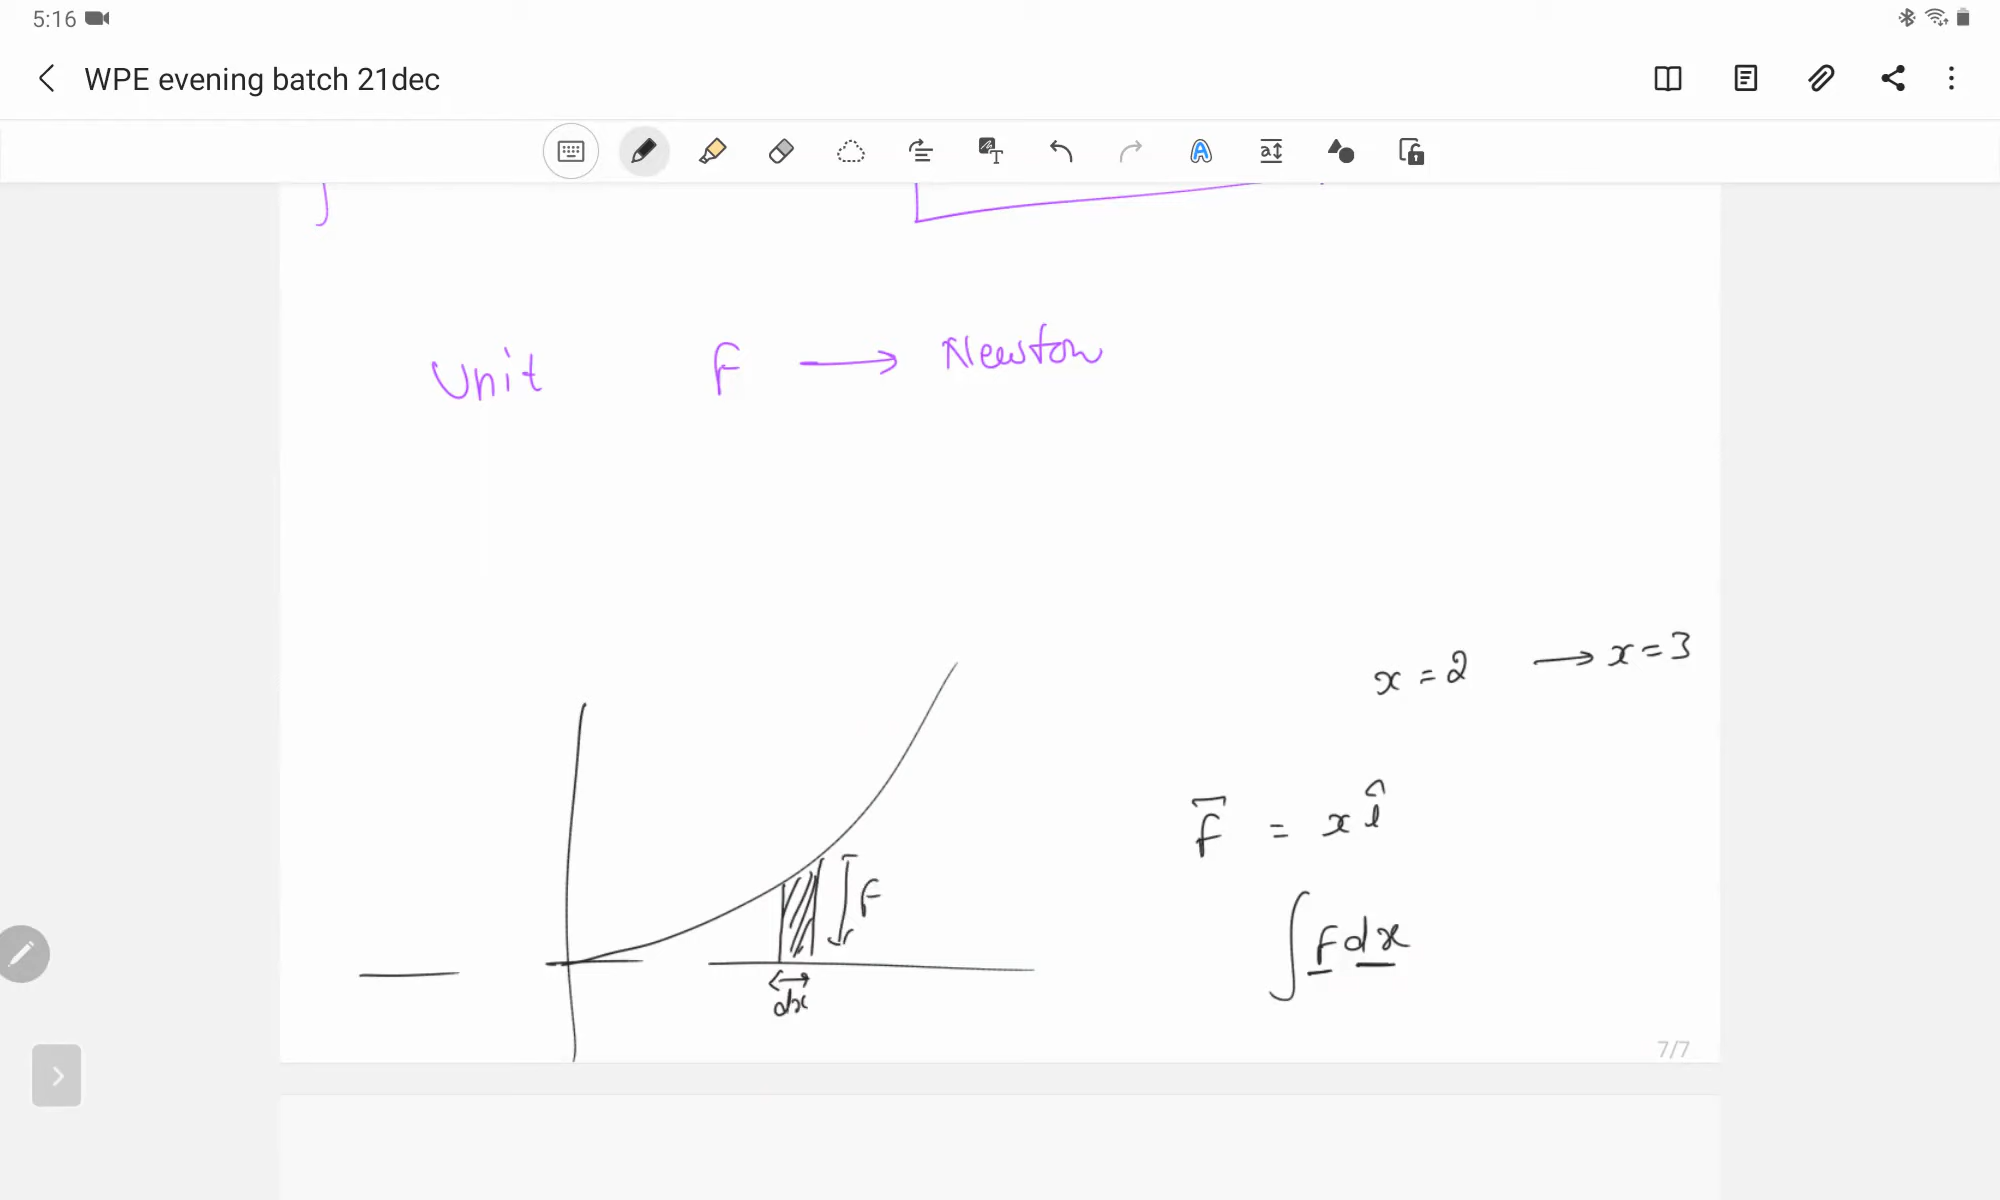 5:16
WPE evening batch 21dec
Unit F → Newton
x = 2 → x = 3
F = x î
∫ F dx
F
dx
7/7